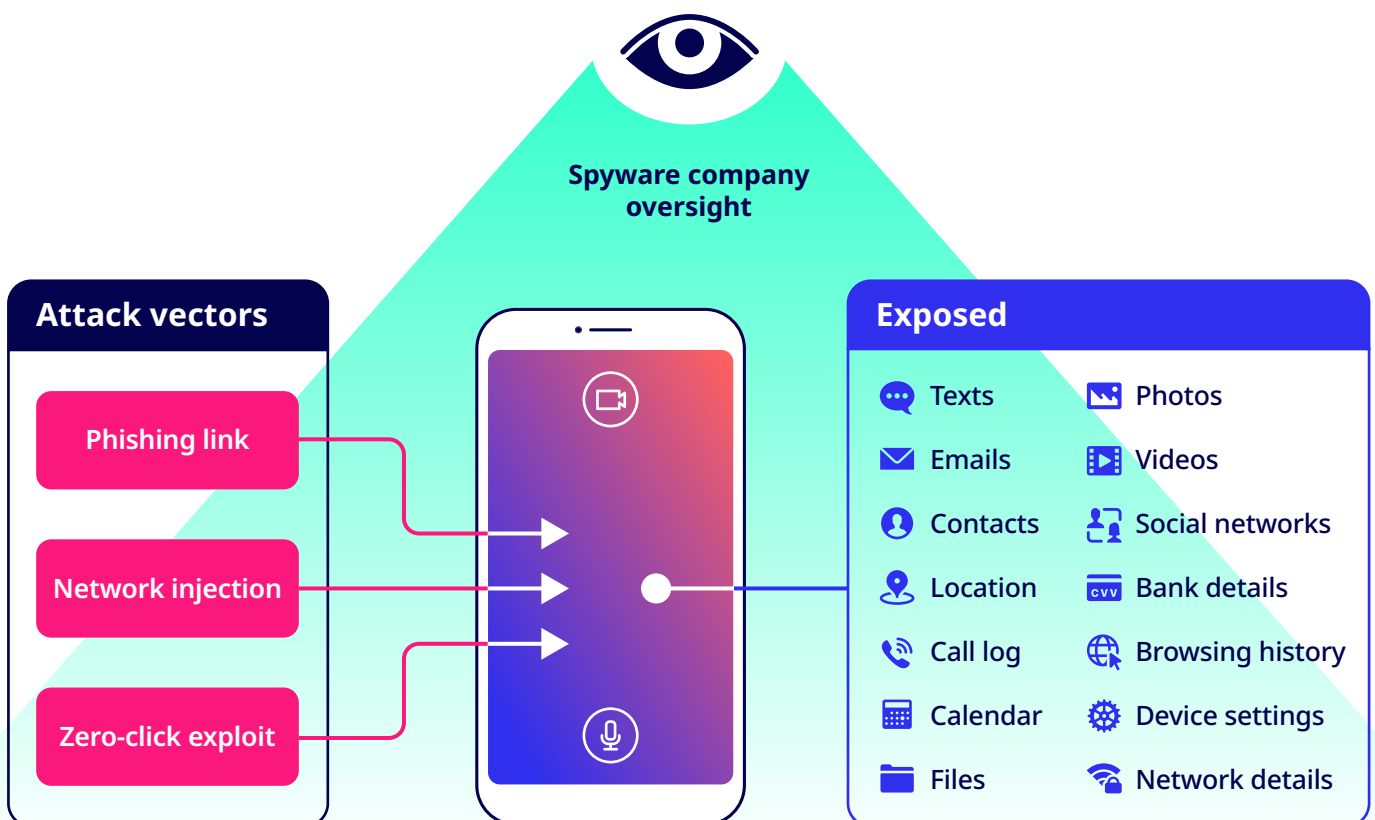 Spyware company
oversight
Attack vectors
Phishing link
Network injection
Zero-click exploit
Exposed
Texts
Emails
Contacts
Location
Call log
Calendar
Files
Photos
Videos
Social networks
CVV
Bank details
Browsing history
Device settings
Network details